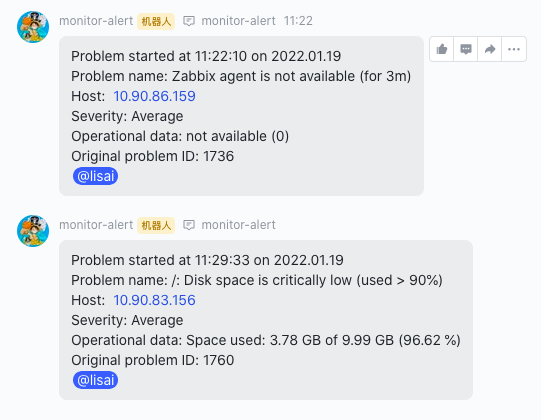 monitor-alert 机器人 monitor-alert 11:22
Problem started at 11:22:10 on 2022.01.19
Problem name: Zabbix agent is not available (for 3m)
Host: 10.90.86.159
Severity: Average
Operational data: not available (0)
Original problem ID: 1736
@lisai
monitor-alert 机器人 monitor-alert
Problem started at 11:29:33 on 2022.01.19
Problem name: /: Disk space is critically low (used > 90%)
Host: 10.90.83.156
Severity: Average
Operational data: Space used: 3.78 GB of 9.99 GB (96.62 %)
Original problem ID: 1760
@lisai